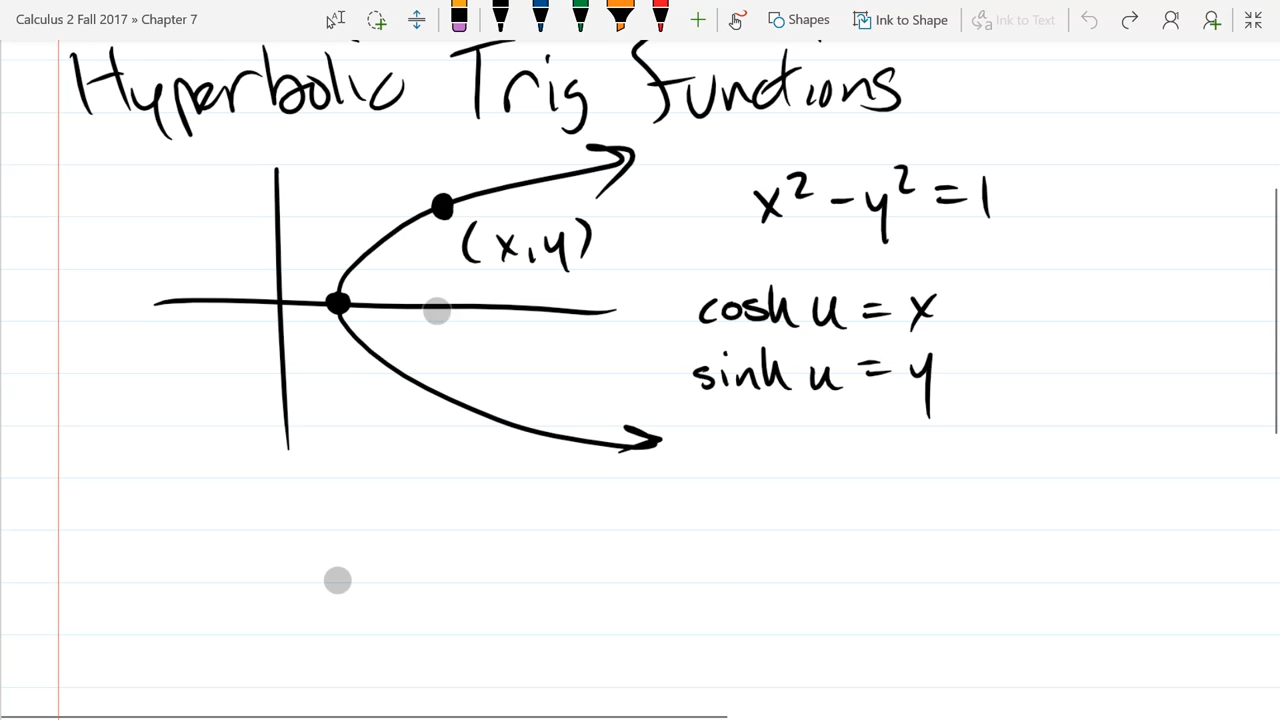 Calculus 2 Fall 2017 » Chapter 7
Shapes
Ink to Shape
Ink to Text
Hyperbolic Trig functions
x² - y² = 1
(x,y)
cosh u = x
sinh u = y